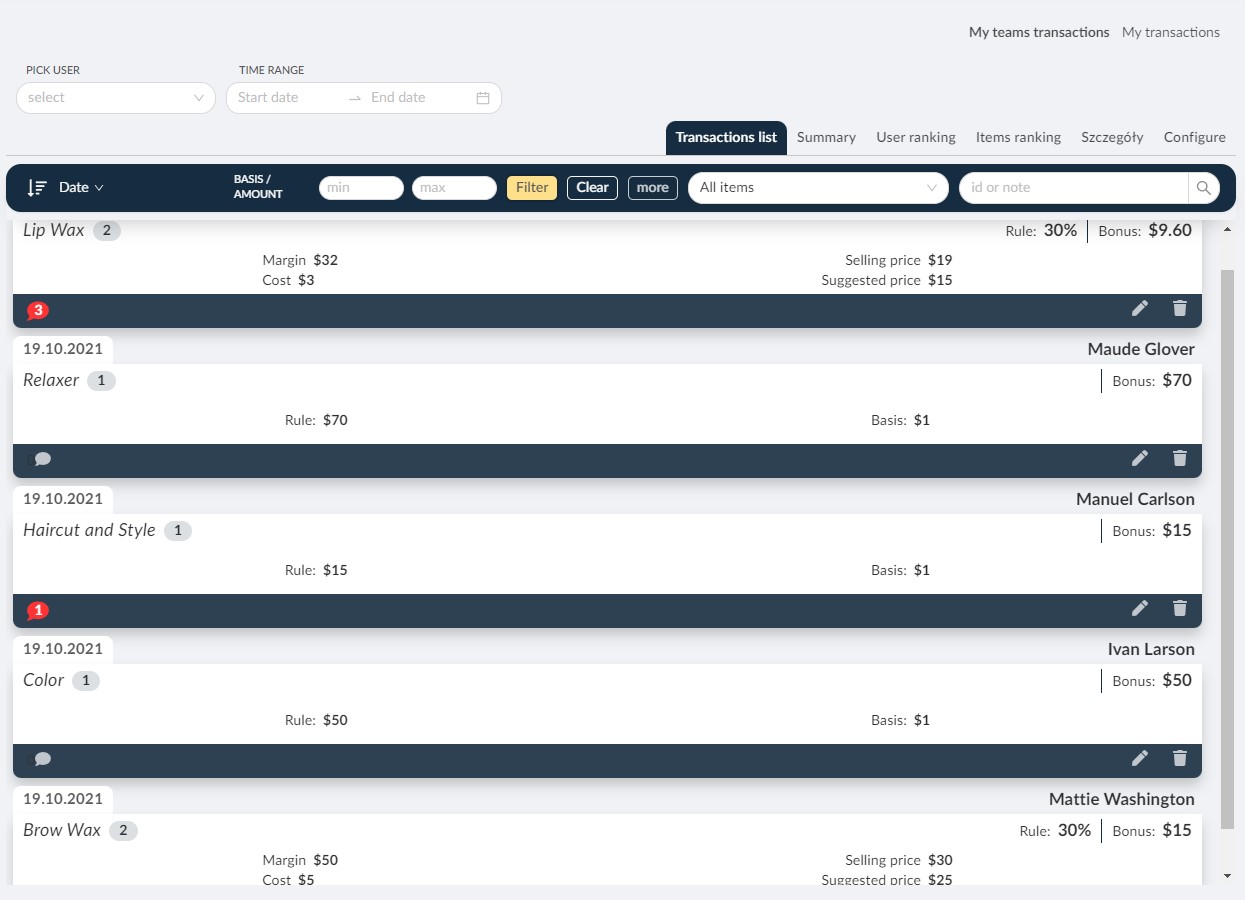 My teams transactions My transactions
PICK USER TIME RANGE
select Start date End date
Transactions list Summary User ranking Items ranking Szczegóły Configure
Date BASIS / AMOUNT min max Filter Clear more All items id or note
Lip Wax 2 Rule: 30% Bonus: $9.60
Margin $32 Selling price $19
Cost $3 Suggested price $15
3
19.10.2021 Maude Glover
Relaxer 1 Bonus: $70
Rule: $70 Basis: $1
19.10.2021 Manuel Carlson
Haircut and Style 1 Bonus: $15
Rule: $15 Basis: $1
1
19.10.2021 Ivan Larson
Color 1 Bonus: $50
Rule: $50 Basis: $1
19.10.2021 Mattie Washington
Brow Wax 2 Rule: 30% Bonus: $15
Margin $50 Selling price $30
Cost $5 Suggested price $25